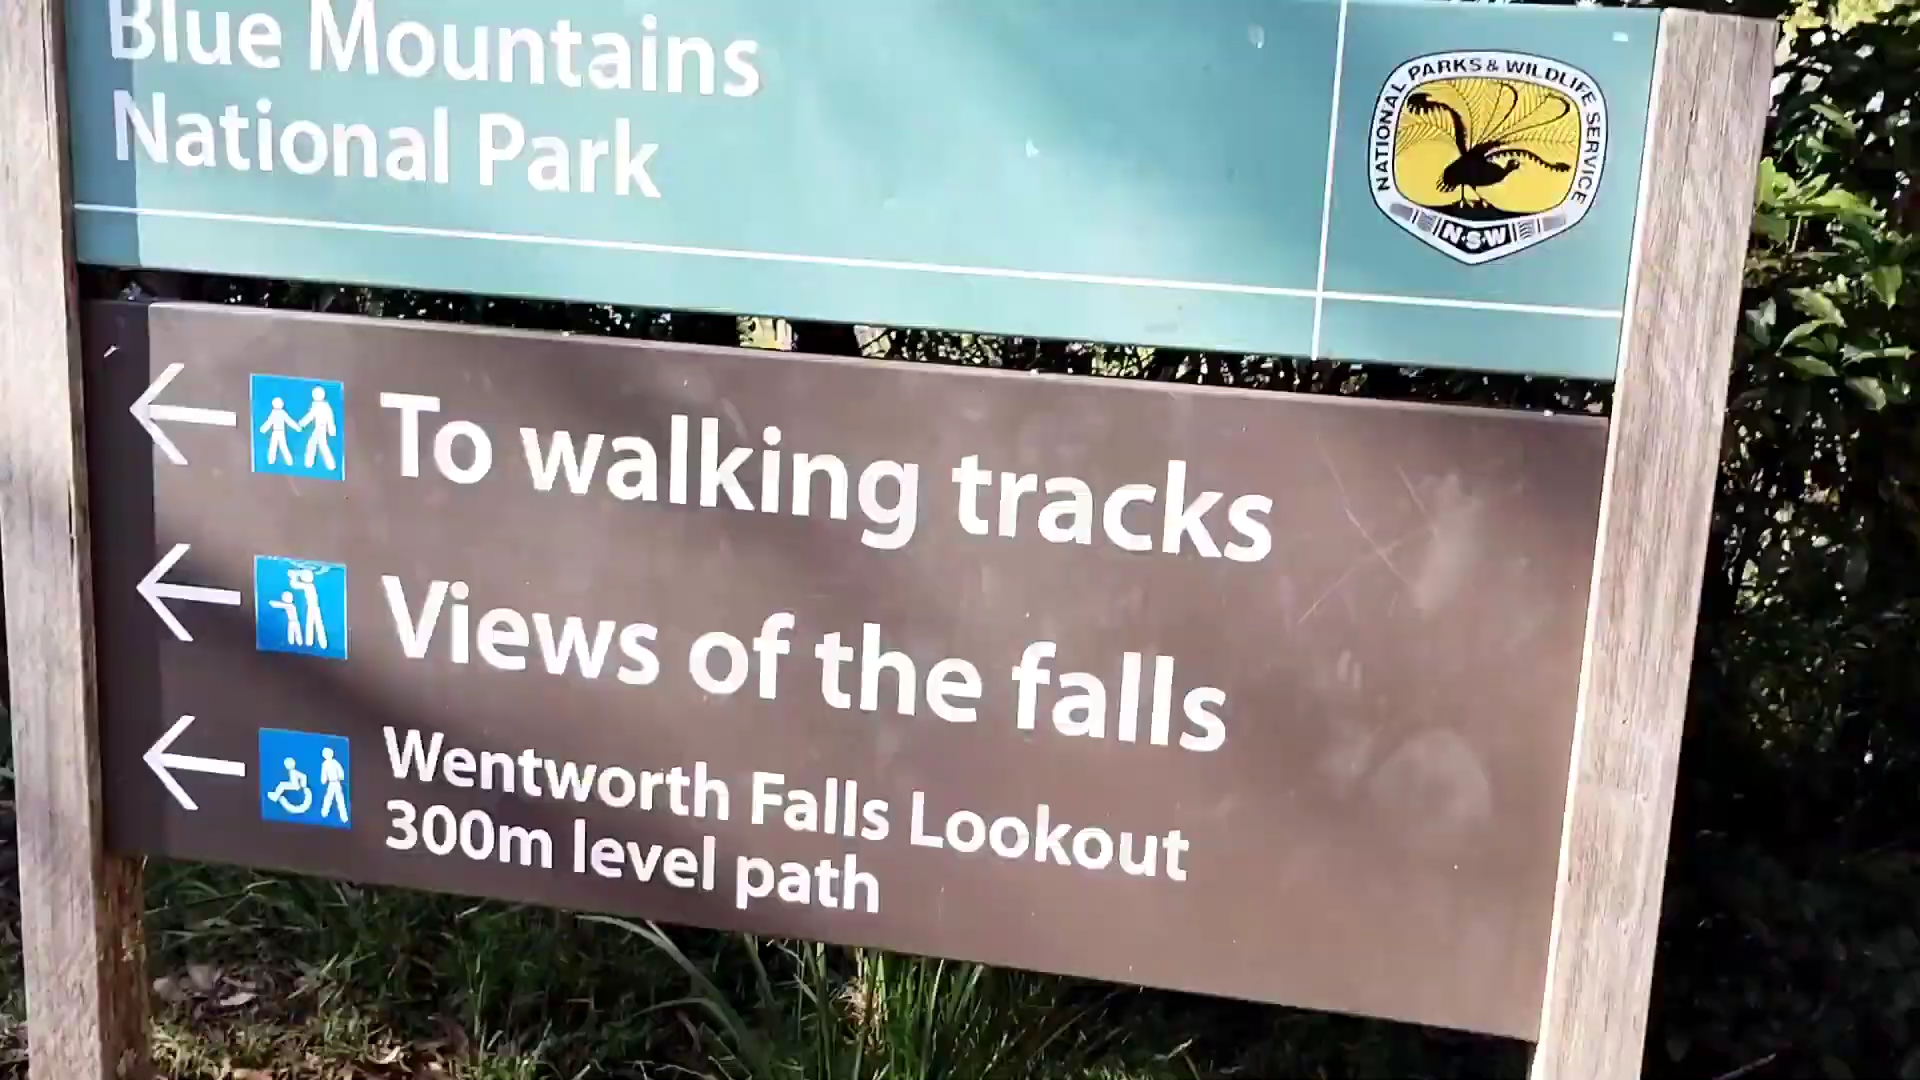 Blue Mountains
National Park
NATIONAL PARKS & WILDLIFE SERVICE
N·S·W
To walking tracks
Views of the falls
Wentworth Falls Lookout
300m level path